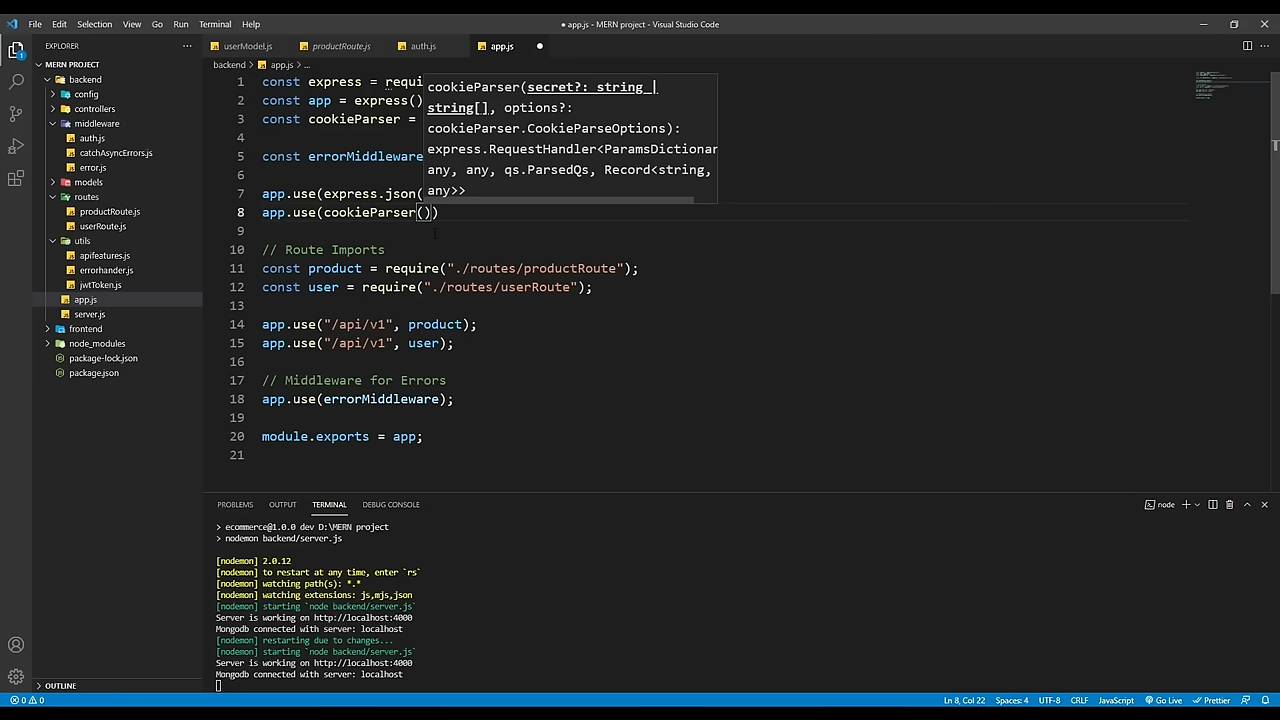 File Edit Selection View Go Run Terminal Help
● app.js - MERN project - Visual Studio Code
EXPLORER
MERN PROJECT
backend
config
controllers
middleware
auth.js
catchAsyncErrors.js
error.js
models
routes
productRoute.js
userRoute.js
utils
apifeatures.js
errorhander.js
jwtToken.js
app.js
server.js
frontend
node_modules
package-lock.json
package.json
OUTLINE
userModel.js productRoute.js auth.js app.js
backend > app.js > ...
1 const express = requi
2 const app = express()
3 const cookieParser =
4
5 const errorMiddleware
6
7 app.use(express.json(
8 app.use(cookieParser())
9
10 // Route Imports
11 const product = require("./routes/productRoute");
12 const user = require("./routes/userRoute");
13
14 app.use("/api/v1", product);
15 app.use("/api/v1", user);
16
17 // Middleware for Errors
18 app.use(errorMiddleware);
19
20 module.exports = app;
21
cookieParser(secret?: string |
string[], options?:
cookieParser.CookieParseOptions):
express.RequestHandler<ParamsDictionar
any, any, qs.ParsedQs, Record<string,
any>>
PROBLEMS OUTPUT TERMINAL DEBUG CONSOLE
node
> ecommerce@1.0.0 dev D:\MERN project
> nodemon backend/server.js
[nodemon] 2.0.12
[nodemon] to restart at any time, enter `rs`
[nodemon] watching path(s): *.*
[nodemon] watching extensions: js,mjs,json
[nodemon] starting `node backend/server.js`
Server is working on http://localhost:4000
Mongodb connected with server: localhost
[nodemon] restarting due to changes...
[nodemon] starting `node backend/server.js`
Server is working on http://localhost:4000
Mongodb connected with server: localhost
0 0 Ln 8, Col 22 Spaces: 4 UTF-8 CRLF JavaScript Go Live Prettier